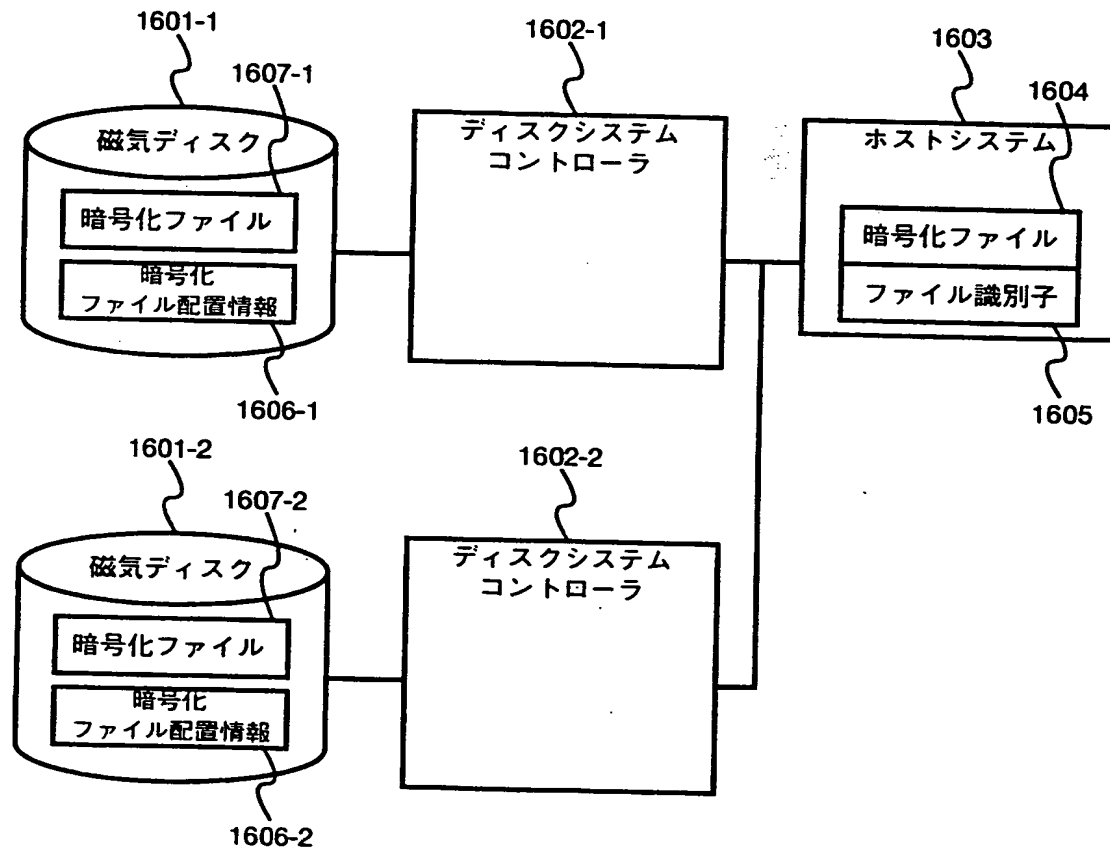 1601-1
1607-1
磁気ディスク
暗号化ファイル
暗号化
ファイル配置情報
1606-1
1602-1
ディスクシステム
コントローラ
1603
1604
ホストシステム
暗号化ファイル
ファイル識別子
1605
1601-2
1607-2
磁気ディスク
暗号化ファイル
暗号化
ファイル配置情報
1606-2
1602-2
ディスクシステム
コントローラ